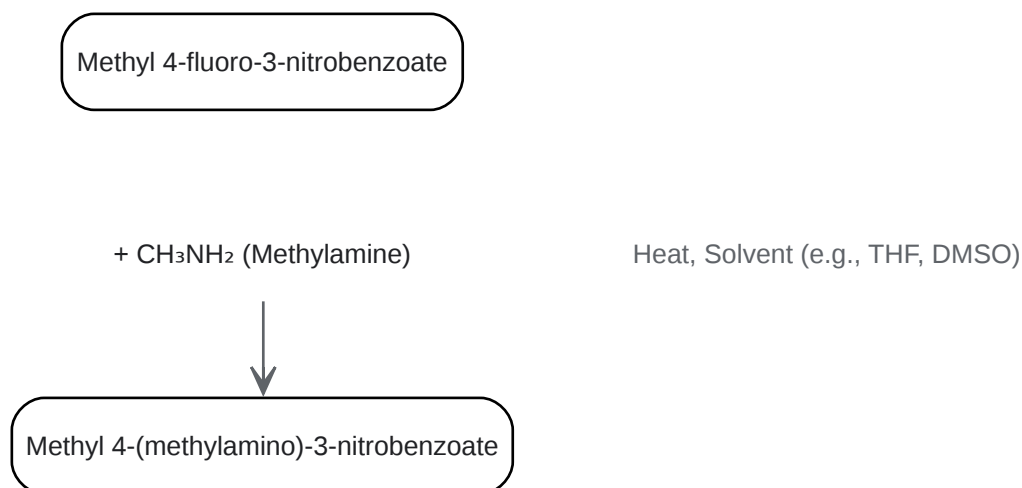 Methyl 4-fluoro-3-nitrobenzoate
+ CH₃NH₂ (Methylamine)
Heat, Solvent (e.g., THF, DMSO)
Methyl 4-(methylamino)-3-nitrobenzoate